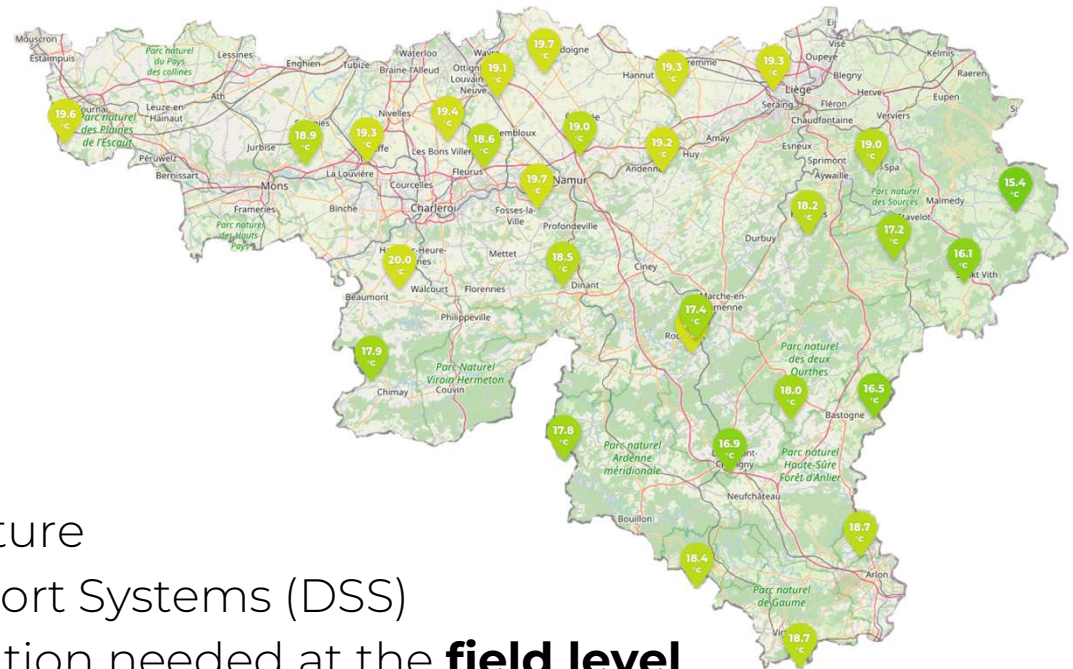 Mouscron
Estaimpuis
Parc naturel
du Pays
des collines
Lessines
Enghien
Tubize
Waterloo
Braine-l'Alleud
Ath
Nivelles
Leuze-en-
Hainaut
Parc naturel
des Plaines
de l'Escaut
Péruwelz
Bernissart
Jurbise
Mons
La Louvière
Les Bons
Fleurus
Courcelles
Charleroi
Frameries
Binche
Parc naturel
des Hauts
Pays
Louvain
Neuve
Hannut
Namur
Andenne
Huy
Amay
Fosses-la-
Ville
Profondeville
Eij
Visé
Oupeye
Liège
Blegny
Herve
Kelmis
Raeren
Eupen
Seraing
Fléron
Verviers
Chaudfontaine
Esneux
Sprimont
Aywaille
Spa
Parc naturel
des Sources
Malmedy
Durbuy
Beaumont
Walcourt
Florennes
Mettet
Philippeville
Dinant
Ciney
Marche-en-
Chimay
Couvin
Parc Naturel
Viroin Hermeton
Parc naturel
des deux
Ourthes
Bastogne
Parc naturel
Ardenne
méridionale
Parc naturel
Haute-Sûre
Forêt d'Anlier
Neufchâteau
Bouillon
Arlon
Parc naturel
de Gaume
19.7 °C
19.1 °C
19.3 °C
19.3 °C
19.6 °C
18.9 °C
19.3 °C
19.4 °C
18.6 °C
19.0 °C
19.2 °C
19.0 °C
19.7 °C
15.4 °C
18.2 °C
17.2 °C
16.1 °C
20.0 °C
18.5 °C
17.4 °C
17.9 °C
18.0 °C
16.5 °C
17.8 °C
16.9 °C
18.7 °C
18.4 °C
18.7 °C
ture
ort Systems (DSS)
tion needed at the field level